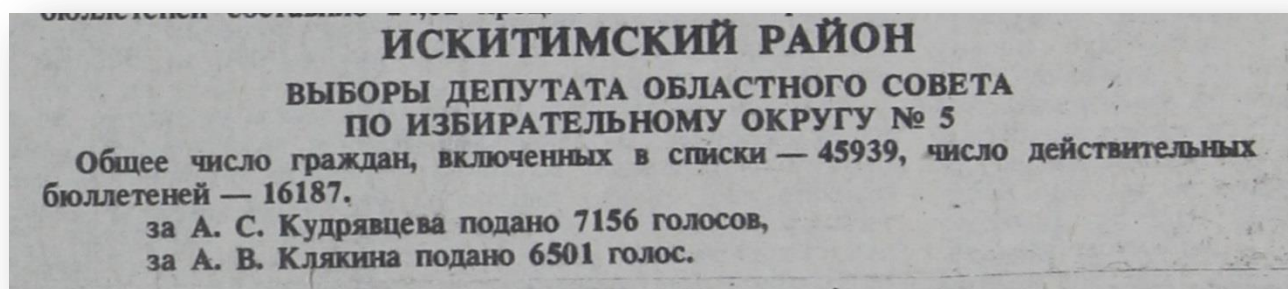 ИСКИТИМСКИЙ РАЙОН
ВЫБОРЫ ДЕПУТАТА ОБЛАСТНОГО СОВЕТА
ПО ИЗБИРАТЕЛЬНОМУ ОКРУГУ № 5
Общее число граждан, включенных в списки — 45939, число действительных
бюллетеней — 16187.
за А. С. Кудрявцева подано 7156 голосов,
за А. В. Клякина подано 6501 голос.